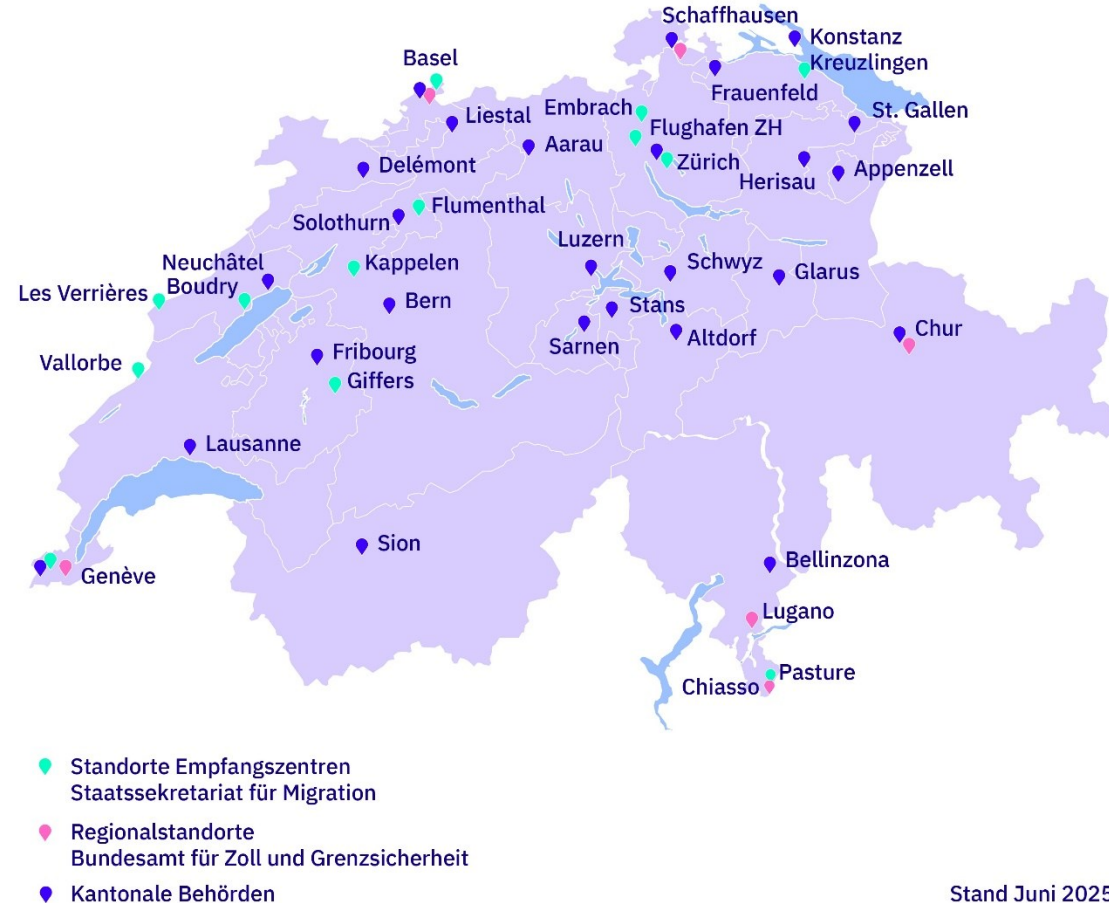 Schaffhausen
Konstanz
Basel
Kreuzlingen
Frauenfeld
Embrach
St. Gallen
Liestal
Flughafen ZH
Aarau
Zürich
Delémont
Herisau
Appenzell
Flumenthal
Solothurn
Luzern
Neuchâtel
Kappelen
Schwyz
Glarus
Boudry
Les Verrières
Bern
Stans
Chur
Altdorf
Sarnen
Fribourg
Vallorbe
Giffers
Lausanne
Sion
Bellinzona
Genève
Lugano
Pasture
Chiasso
Standorte Empfangszentren
Staatssekretariat für Migration
Regionalstandorte
Bundesamt für Zoll und Grenzsicherheit
Kantonale Behörden
Stand Juni 2025